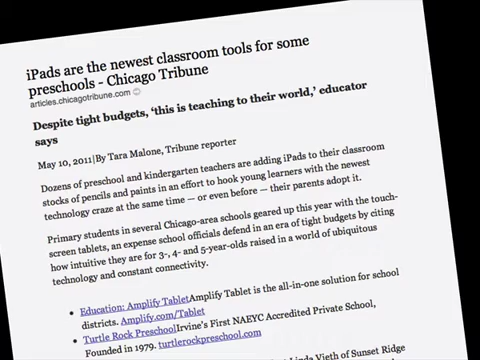 iPads are the newest classroom tools for some
preschools - Chicago Tribune
articles.chicagotribune.com
Despite tight budgets, ‘this is teaching to their world,’ educator
says
May 10, 2011|By Tara Malone, Tribune reporter
Dozens of preschool and kindergarten teachers are adding iPads to their classroom
stocks of pencils and paints in an effort to hook young learners with the newest
technology craze at the same time — or even before — their parents adopt it.
Primary students in several Chicago-area schools geared up this year with the touch-
screen tablets, an expense school officials defend in an era of tight budgets by citing
how intuitive they are for 3-, 4- and 5-year-olds raised in a world of ubiquitous
technology and constant connectivity.
• Education: Amplify TabletAmplify Tablet is the all-in-one solution for school
districts. Amplify.com/Tablet
• Turtle Rock PreschoolIrvine's First NAEYC Accredited Private School,
Founded in 1979. turtlerockpreschool.com
Linda Vieth of Sunset Ridge